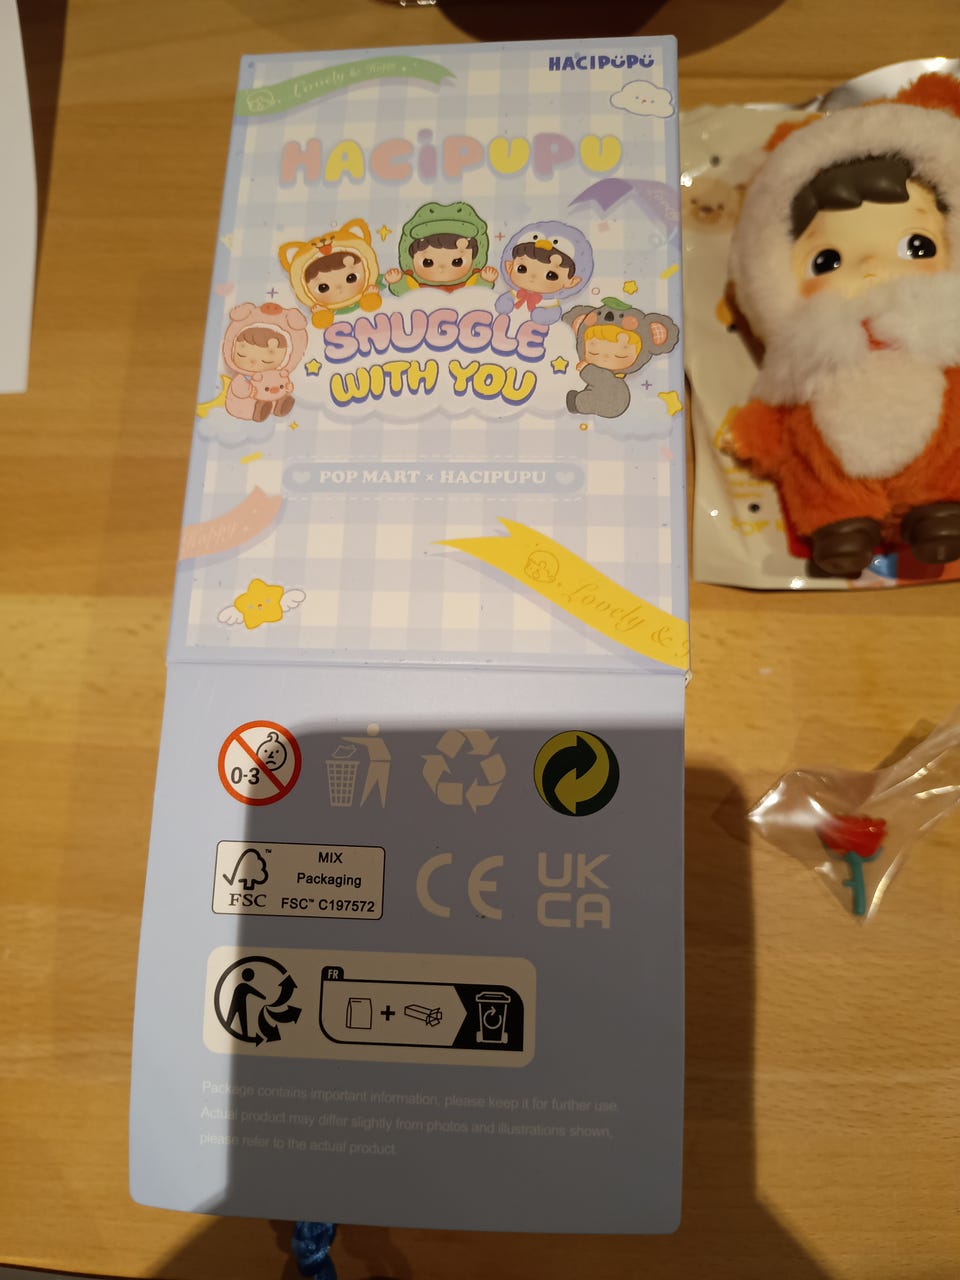 HACIPUPU
Lovely & Happy
HACIPUPU
Lovely
SNUGGLE
WITH YOU
POP MART × HACIPUPU
Happy
Lovely &
0-3
MIX
Packaging
FSC™ C197572
FSC
CE
UK
CA
FR
Package contains important information, please keep it for further use.
Actual product may differ slightly from photos and illustrations shown,
please refer to the actual product.